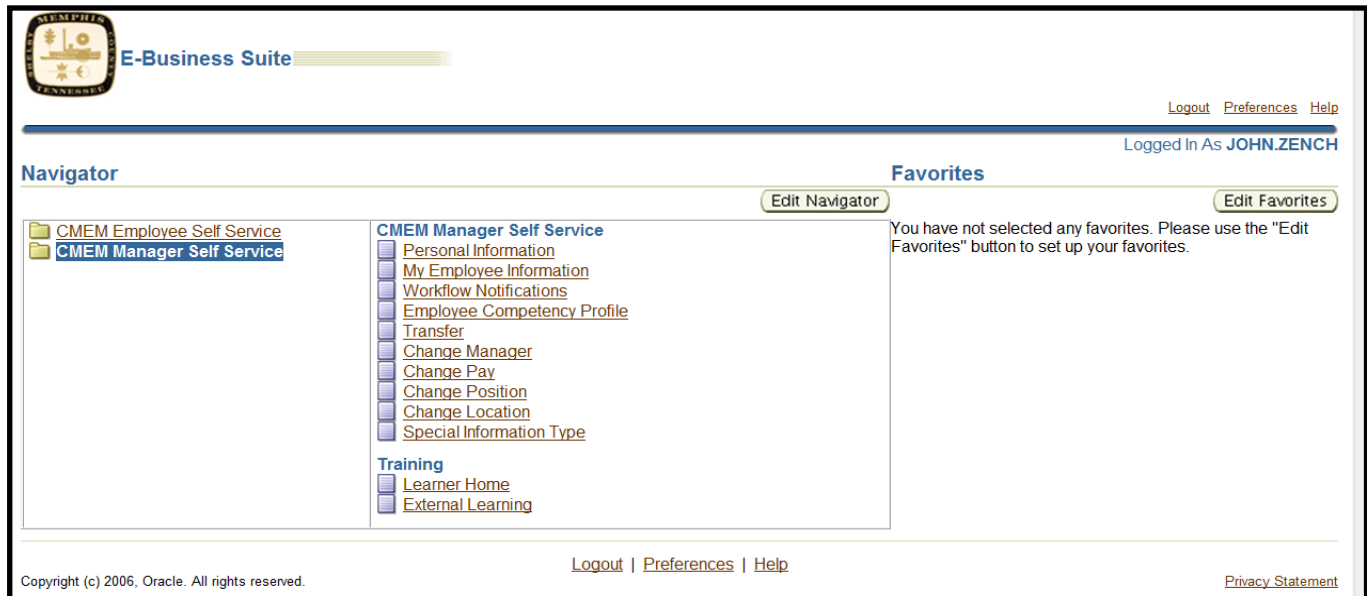 MEMPHIS
SHELBY
COUNTY
TENNESSEE
E-Business Suite
Logout Preferences Help
Logged In As JOHN.ZENCH
Navigator
Favorites
Edit Navigator
Edit Favorites
CMEM Employee Self Service
CMEM Manager Self Service
CMEM Manager Self Service
Personal Information
My Employee Information
Workflow Notifications
Employee Competency Profile
Transfer
Change Manager
Change Pay
Change Position
Change Location
Special Information Type
Training
Learner Home
External Learning
You have not selected any favorites. Please use the "Edit
Favorites" button to set up your favorites.
Logout | Preferences | Help
Copyright (c) 2006, Oracle. All rights reserved.
Privacy Statement